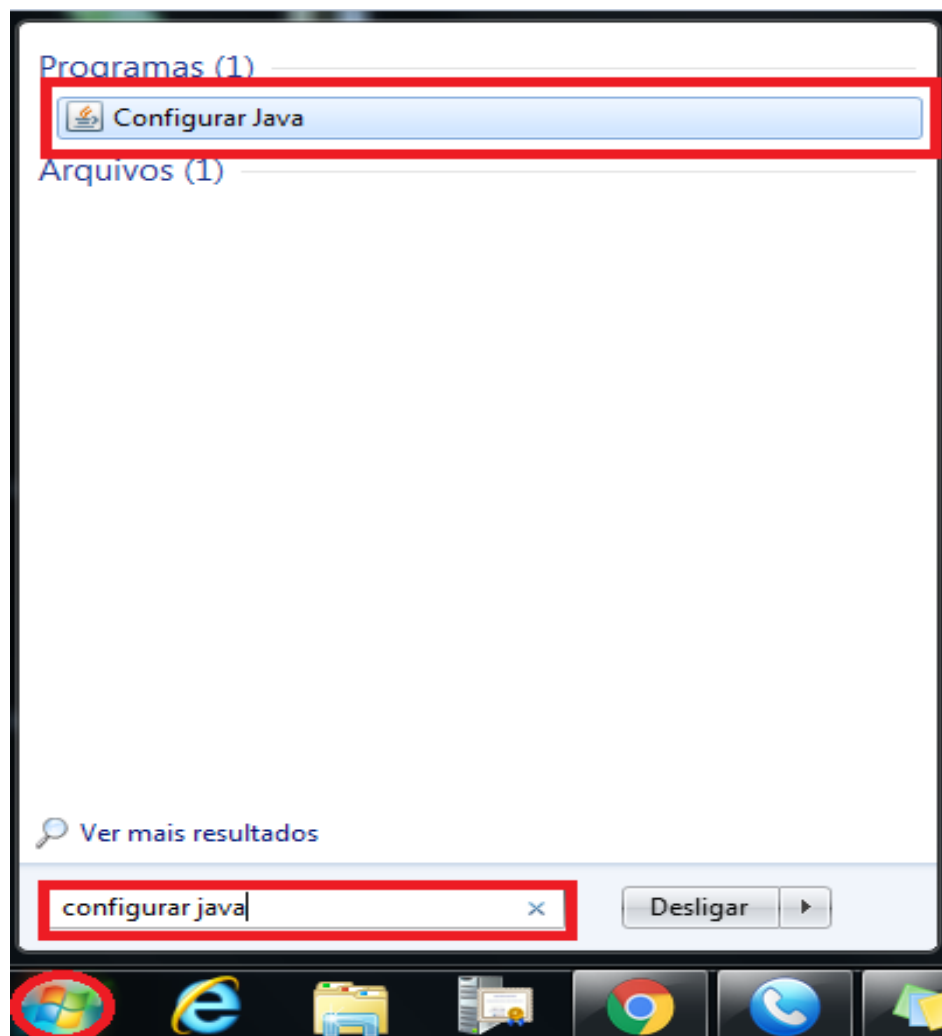 Programas (1)
Configurar Java
Arquivos (1)
Ver mais resultados
configurar java
Desligar